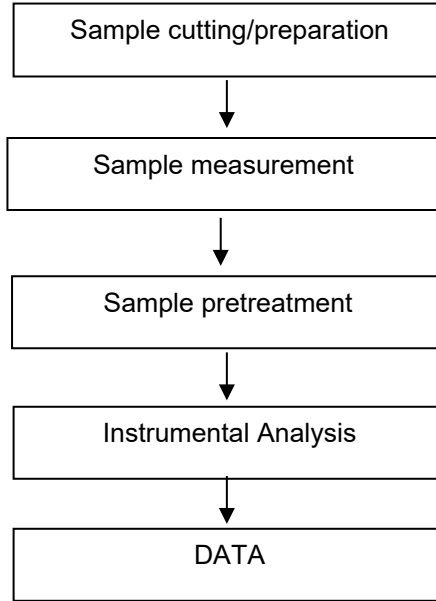 Sample cutting/preparation
Sample measurement
Sample pretreatment
Instrumental Analysis
DATA